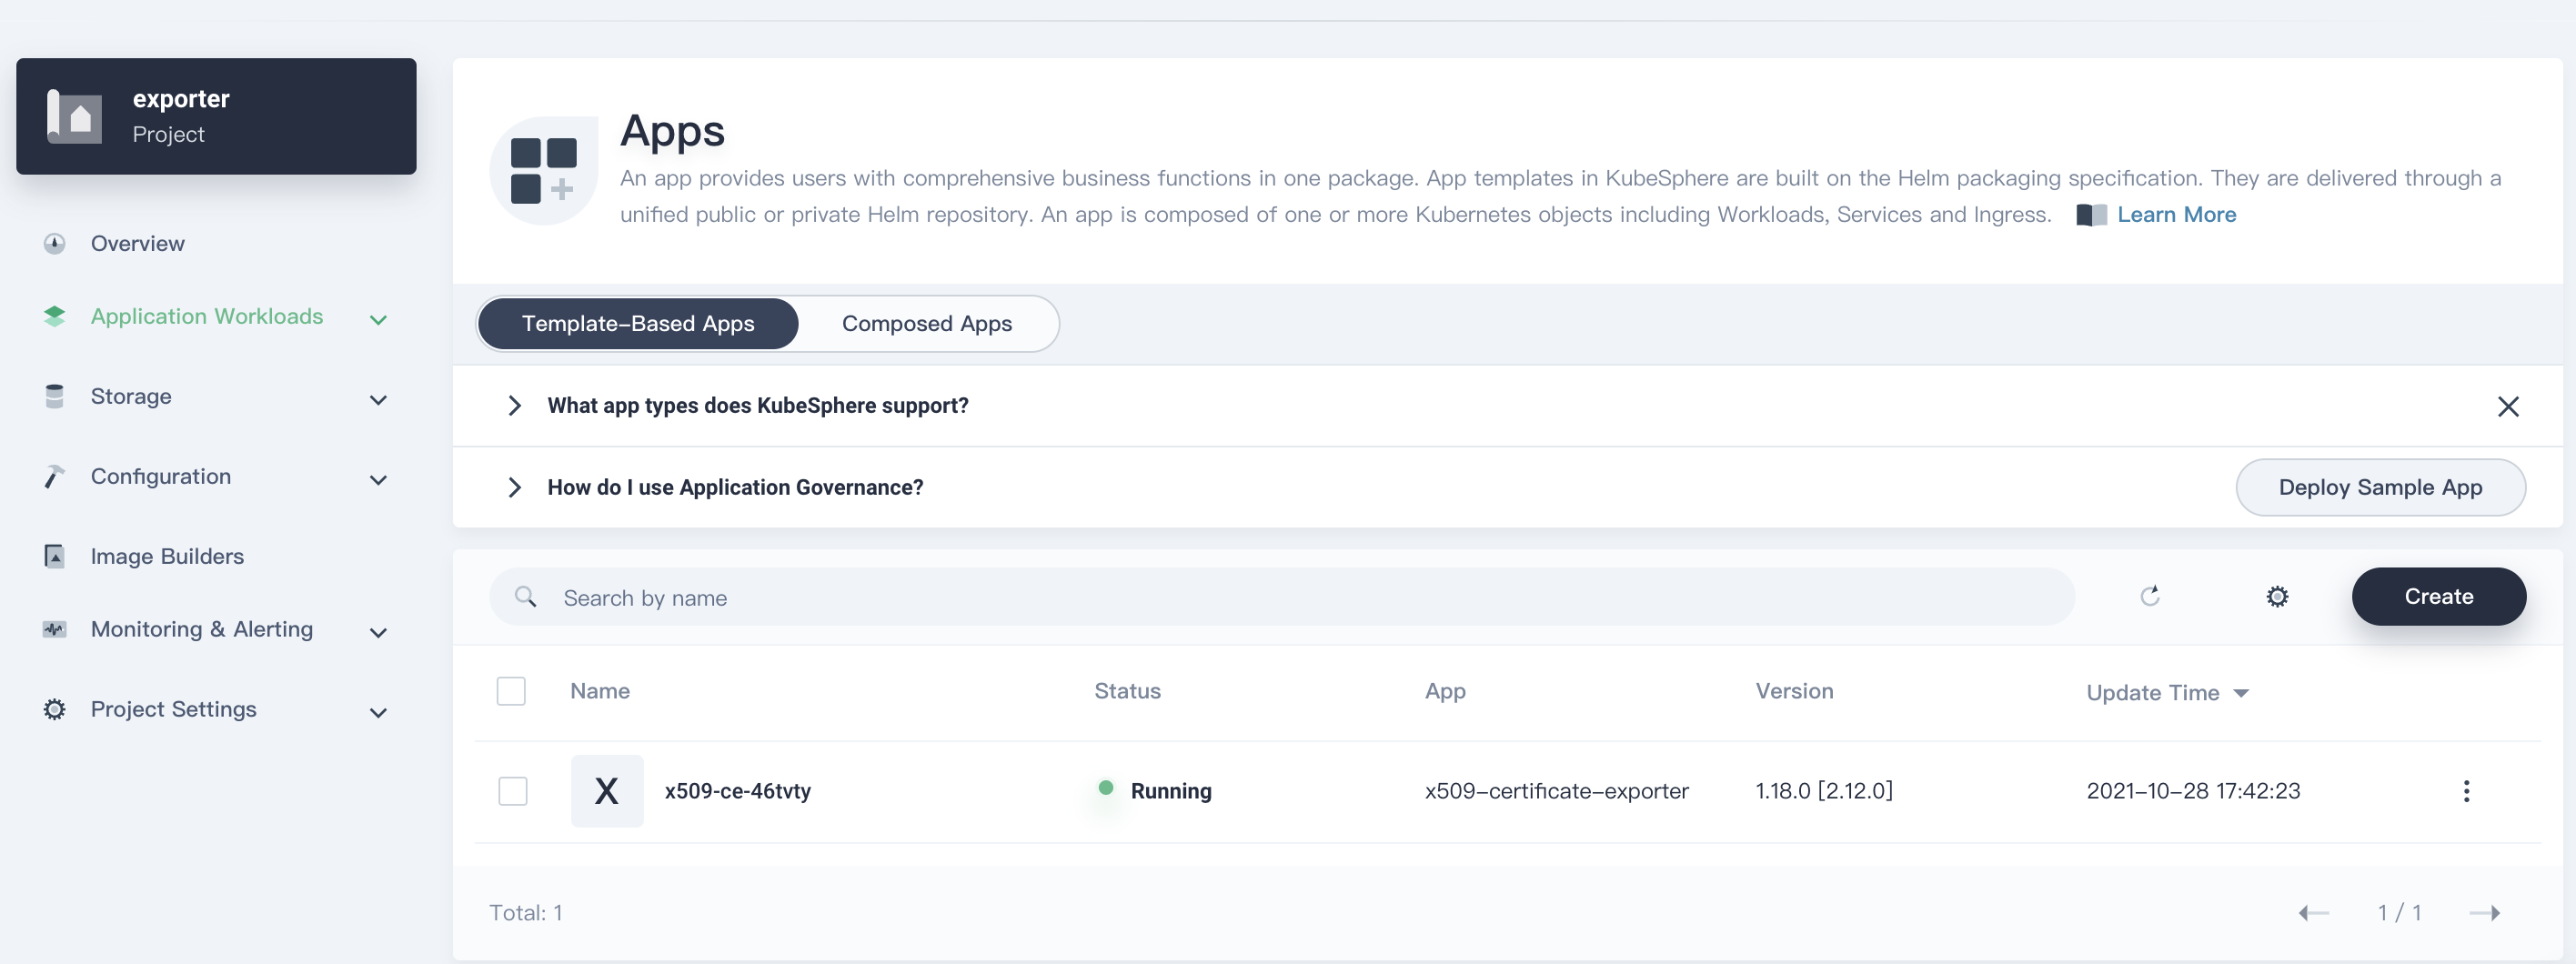 exporter
Project
Overview
Application Workloads
Storage
Configuration
Image Builders
Monitoring & Alerting
Project Settings
Apps
An app provides users with comprehensive business functions in one package. App templates in KubeSphere are built on the Helm packaging specification. They are delivered through a
unified public or private Helm repository. An app is composed of one or more Kubernetes objects including Workloads, Services and Ingress. Learn More
Template-Based Apps Composed Apps
What app types does KubeSphere support?
How do I use Application Governance? Deploy Sample App
Search by name Create
Name Status App Version Update Time
X x509-ce-46tvty Running x509-certificate-exporter 1.18.0 [2.12.0] 2021-10-28 17:42:23
Total: 1 1 / 1